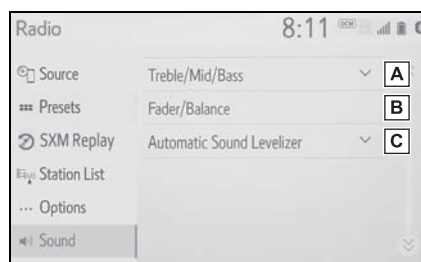 Radio 8:11 DCM
Source
Treble/Mid/Bass A
Presets
Fader/Balance B
SXM Replay
Automatic Sound Levelizer C
Station List
Options
Sound